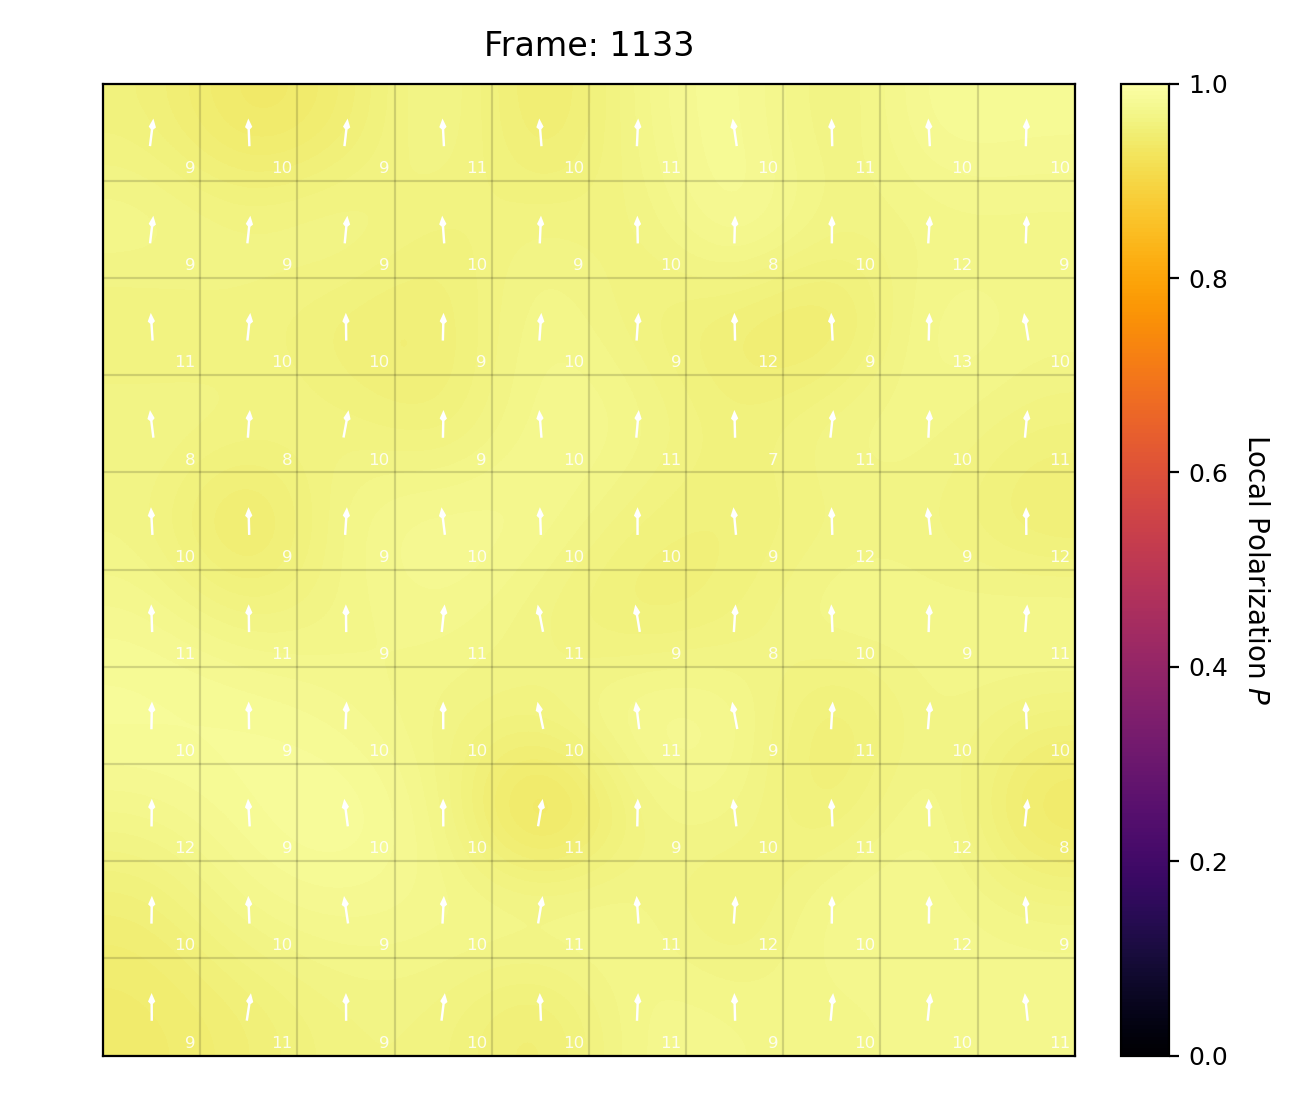 Frame: 1133
9 10 9 11 10 11 10 11 10 10
9 9 9 10 9 10 8 10 12 9
11 10 10 9 10 9 12 9 13 10
8 8 10 9 10 11 7 11 10 11
10 9 9 10 10 10 9 12 9 12
11 11 9 11 11 9 8 10 9 11
10 9 10 10 10 11 9 11 10 10
12 9 10 10 11 9 10 11 12 8
10 10 9 10 11 11 12 10 12 9
9 11 9 10 10 11 9 10 10 11
1.0
0.8
0.6
0.4
0.2
0.0
Local Polarization P